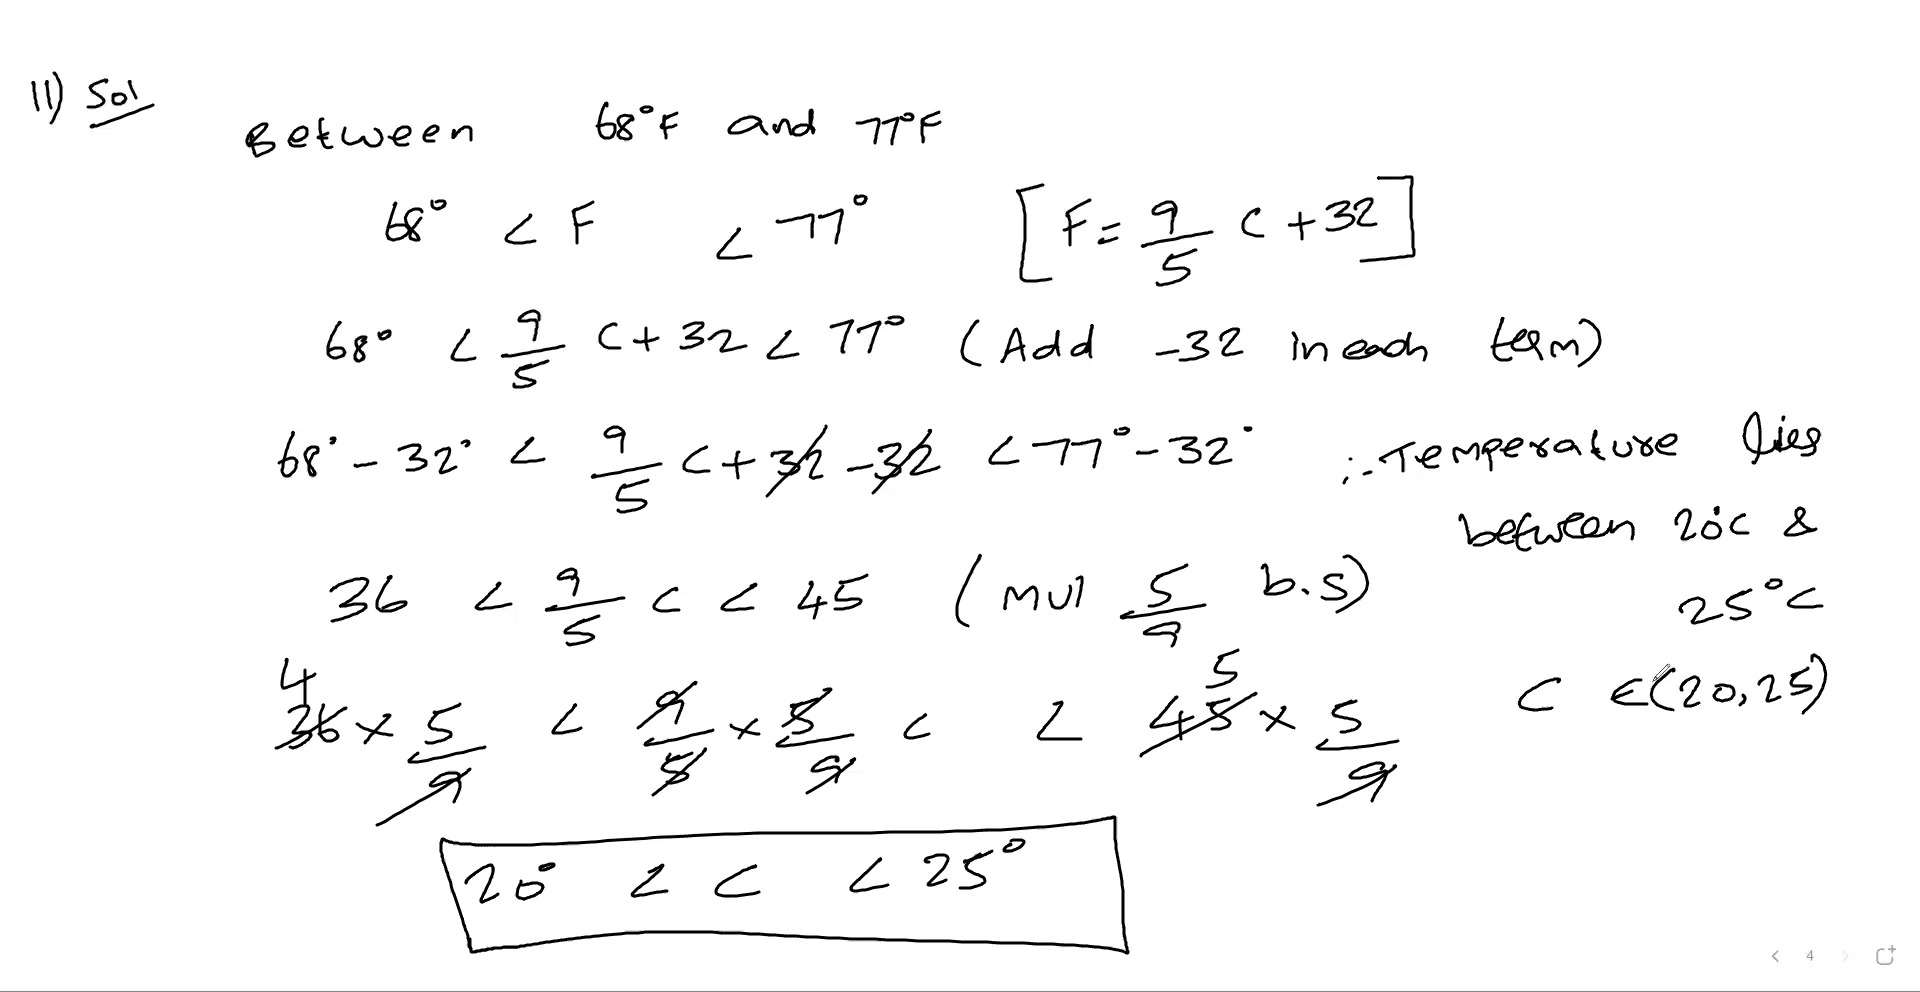 11) Sol
Between 68°F and 77°F
68° < F < 77° [F = 9/5 C + 32]
68° < 9/5 C + 32 < 77° (Add -32 in each term)
68° - 32° < 9/5 C + 32 - 32 < 77° - 32°
36 < 9/5 C < 45 (mul 5/9 b.s)
4
36 × 5/9 < 9/5 × 5/9 C < 45 × 5/9
5
20° < C < 25°
∴ Temperature lies
between 20°C &
25°C
C ∈ (20, 25)
4